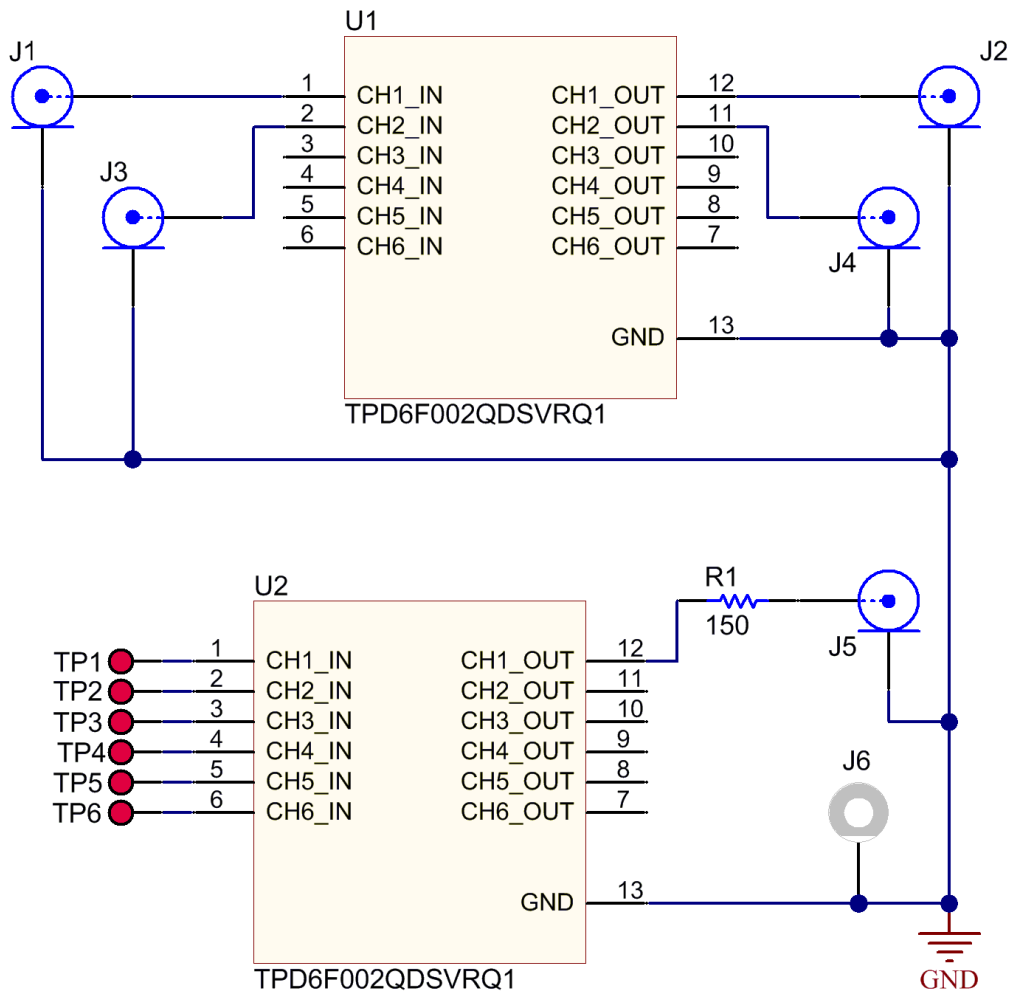 U1
J1
J2
1 CH1_IN CH1_OUT 12
2 CH2_IN CH2_OUT 11
3 CH3_IN CH3_OUT 10
J3
4 CH4_IN CH4_OUT 9
5 CH5_IN CH5_OUT 8
6 CH6_IN CH6_OUT 7
J4
GND 13
TPD6F002QDSVRQ1
U2
R1
150
J5
TP1 1 CH1_IN CH1_OUT 12
TP2 2 CH2_IN CH2_OUT 11
TP3 3 CH3_IN CH3_OUT 10
TP4 4 CH4_IN CH4_OUT 9
TP5 5 CH5_IN CH5_OUT 8
TP6 6 CH6_IN CH6_OUT 7
J6
GND 13
TPD6F002QDSVRQ1
GND